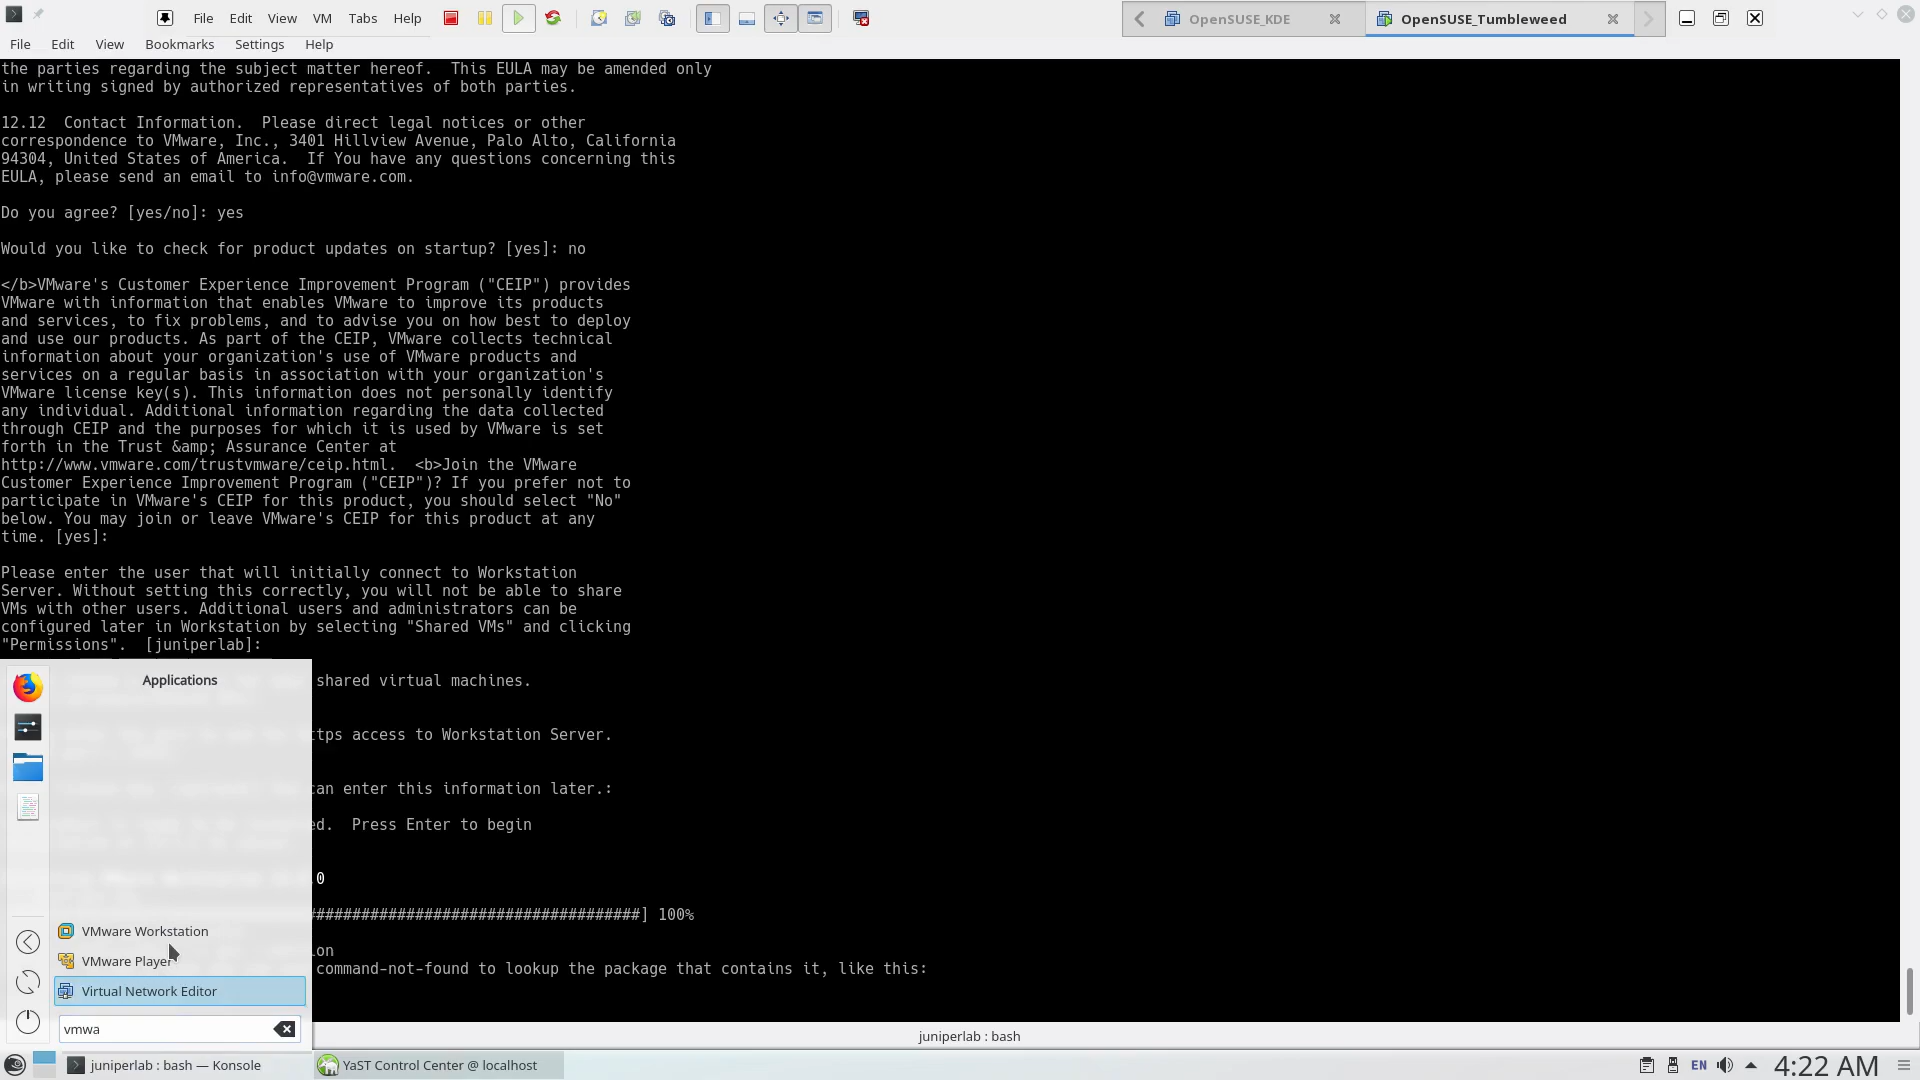 File Edit View VM Tabs Help
OpenSUSE_KDE
OpenSUSE_Tumbleweed
File Edit View Bookmarks Settings Help
the parties regarding the subject matter hereof.  This EULA may be amended only
in writing signed by authorized representatives of both parties.
12.12  Contact Information.  Please direct legal notices or other
correspondence to VMware, Inc., 3401 Hillview Avenue, Palo Alto, California
94304, United States of America.  If You have any questions concerning this
EULA, please send an email to info@vmware.com.
Do you agree? [yes/no]: yes
Would you like to check for product updates on startup? [yes]: no
</b>VMware's Customer Experience Improvement Program ("CEIP") provides
VMware with information that enables VMware to improve its products
and services, to fix problems, and to advise you on how best to deploy
and use our products. As part of the CEIP, VMware collects technical
information about your organization's use of VMware products and
services on a regular basis in association with your organization's
VMware license key(s). This information does not personally identify
any individual. Additional information regarding the data collected
through CEIP and the purposes for which it is used by VMware is set
forth in the Trust &amp; Assurance Center at
http://www.vmware.com/trustvmware/ceip.html.  <b>Join the VMware
Customer Experience Improvement Program ("CEIP")? If you prefer not to
participate in VMware's CEIP for this product, you should select "No"
below. You may join or leave VMware's CEIP for this product at any
time. [yes]:
Please enter the user that will initially connect to Workstation
Server. Without setting this correctly, you will not be able to share
VMs with other users. Additional users and administrators can be
configured later in Workstation by selecting "Shared VMs" and clicking
"Permissions".  [juniperlab]:
Applications
shared virtual machines.
ttps access to Workstation Server.
can enter this information later.:
ed.  Press Enter to begin
0
#####################################] 100%
VMware Workstation
ion
VMware Player
command-not-found to lookup the package that contains it, like this:
Virtual Network Editor
vmwa
juniperlab : bash
juniperlab : bash — Konsole
YaST Control Center @ localhost
EN
4:22 AM